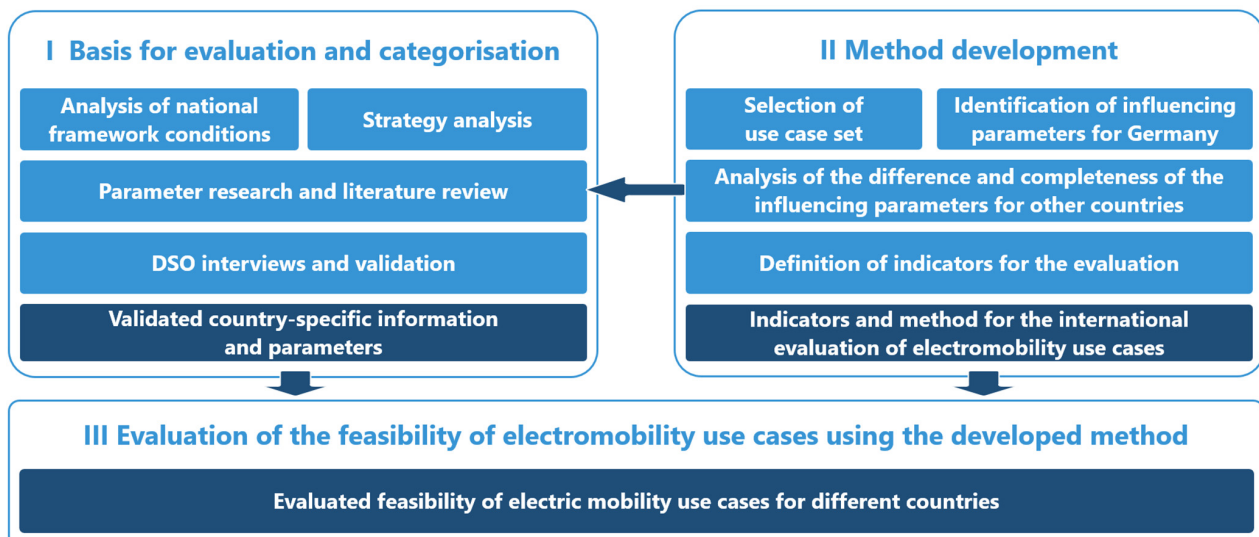 I Basis for evaluation and categorisation
Analysis of national
framework conditions
Strategy analysis
Parameter research and literature review
DSO interviews and validation
Validated country-specific information
and parameters
II Method development
Selection of
use case set
Identification of influencing
parameters for Germany
Analysis of the difference and completeness of the
influencing parameters for other countries
Definition of indicators for the evaluation
Indicators and method for the international
evaluation of electromobility use cases
III Evaluation of the feasibility of electromobility use cases using the developed method
Evaluated feasibility of electric mobility use cases for different countries